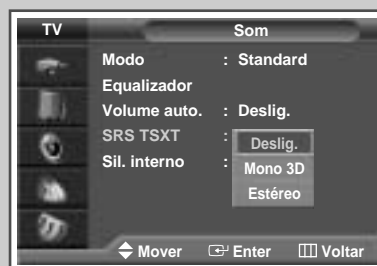 TV Som
Modo : Standard
Equalizador
Volume auto. : Deslig.
SRS TSXT : Deslig.
Sil. interno : Mono 3D
Estéreo
Mover Enter Voltar